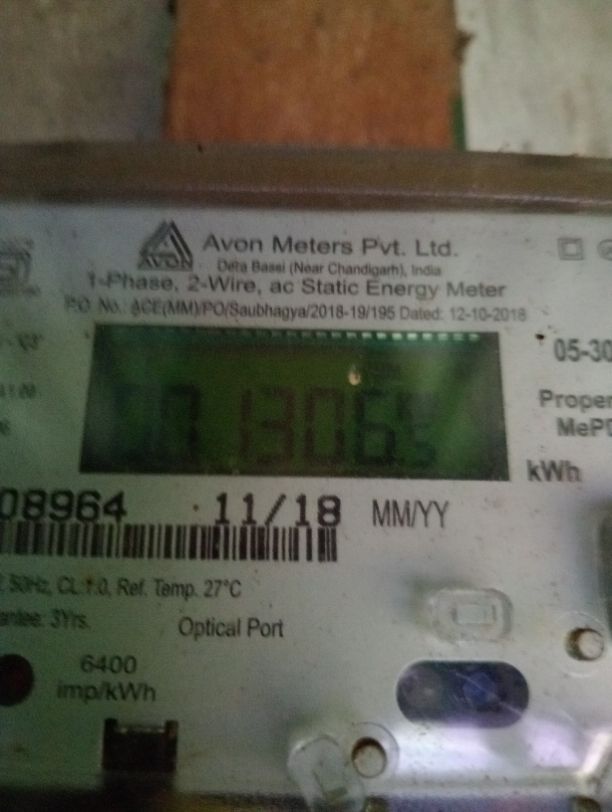 AVON
Avon Meters Pvt. Ltd.
Dera Bassi (Near Chandigarh), India
1-Phase, 2-Wire, ac Static Energy Meter
P.O. No.: ACE(MM)/PO/Saubhagya/2018-19/195 Dated: 12-10-2018
05-30
Proper
MePD
kWh
08964 11/18 MM/YY
50Hz, CL.1.0, Ref. Temp. 27°C
3Yrs.
Optical Port
6400
imp/kWh